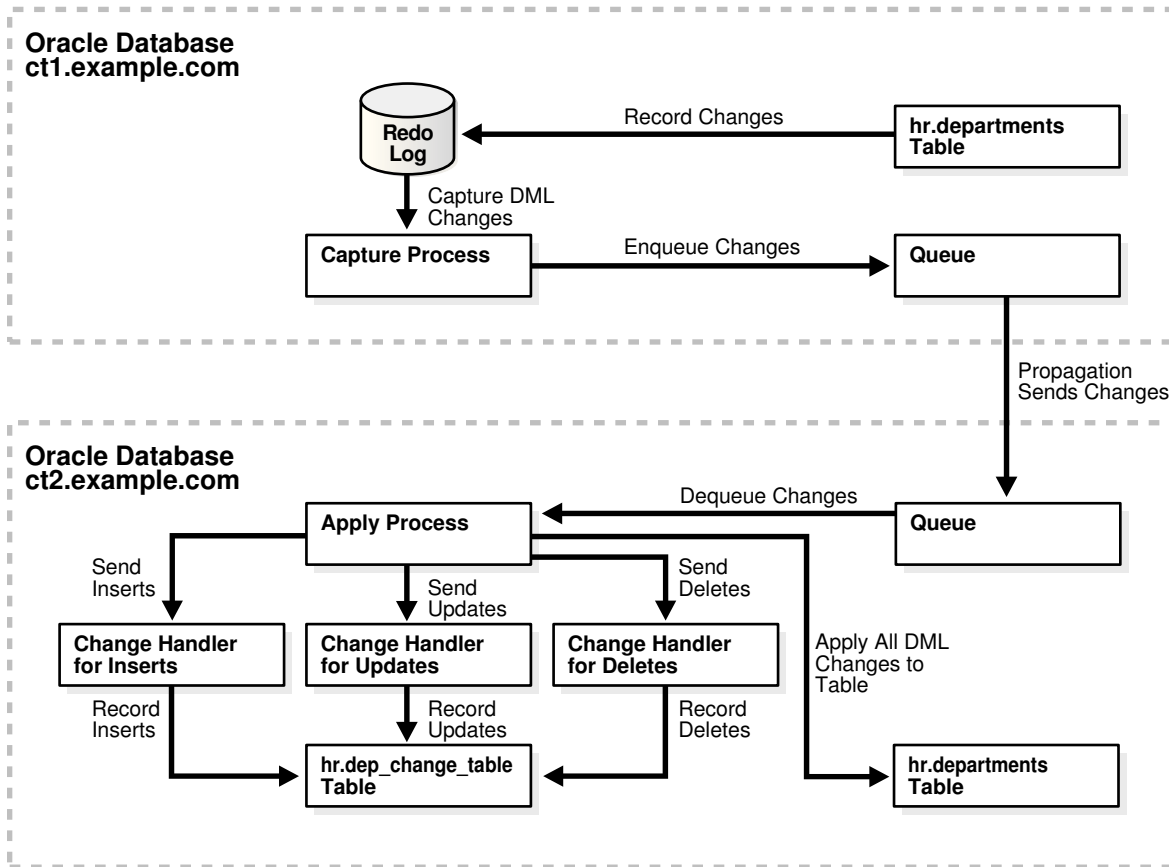 Oracle Database
ct1.example.com
Redo
Log
Record Changes
hr.departments
Table
Capture DML
Changes
Capture Process
Enqueue Changes
Queue
Propagation
Sends Changes
Oracle Database
ct2.example.com
Dequeue Changes
Apply Process
Queue
Send
Inserts
Send
Updates
Send
Deletes
Change Handler
for Inserts
Change Handler
for Updates
Change Handler
for Deletes
Apply All DML
Changes to
Table
Record
Inserts
Record
Updates
Record
Deletes
hr.dep_change_table
Table
hr.departments
Table